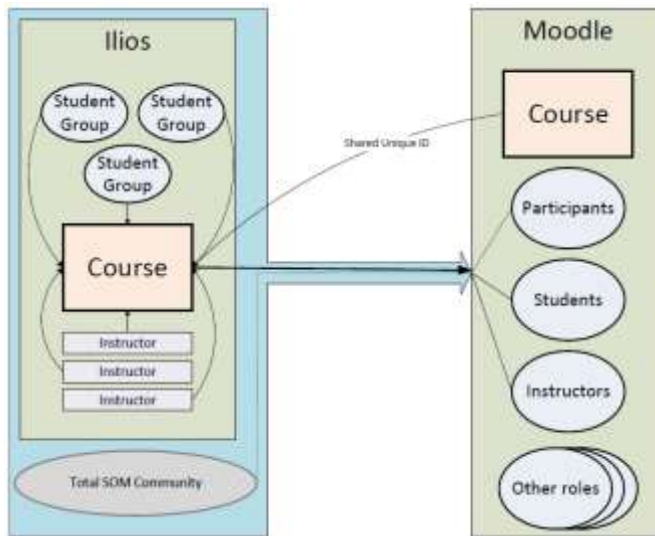 Ilios
Student
Group
Student
Group
Student
Group
Course
Instructor
Instructor
Instructor
Total SOM Community
Shared Unique ID
Moodle
Course
Participants
Students
Instructors
Other roles